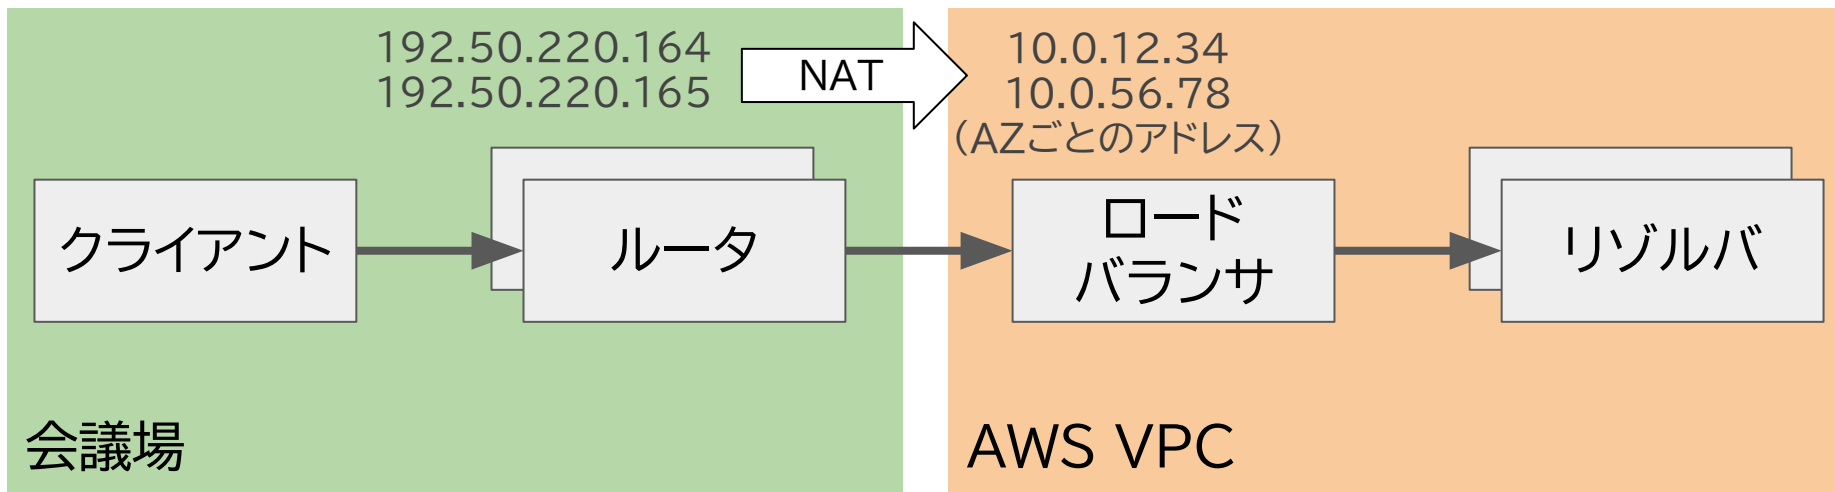 192.50.220.164
192.50.220.165
NAT
10.0.12.34
10.0.56.78
(AZごとのアドレス)
クライアント
ルータ
ロード
バランサ
リゾルバ
会議場
AWS VPC